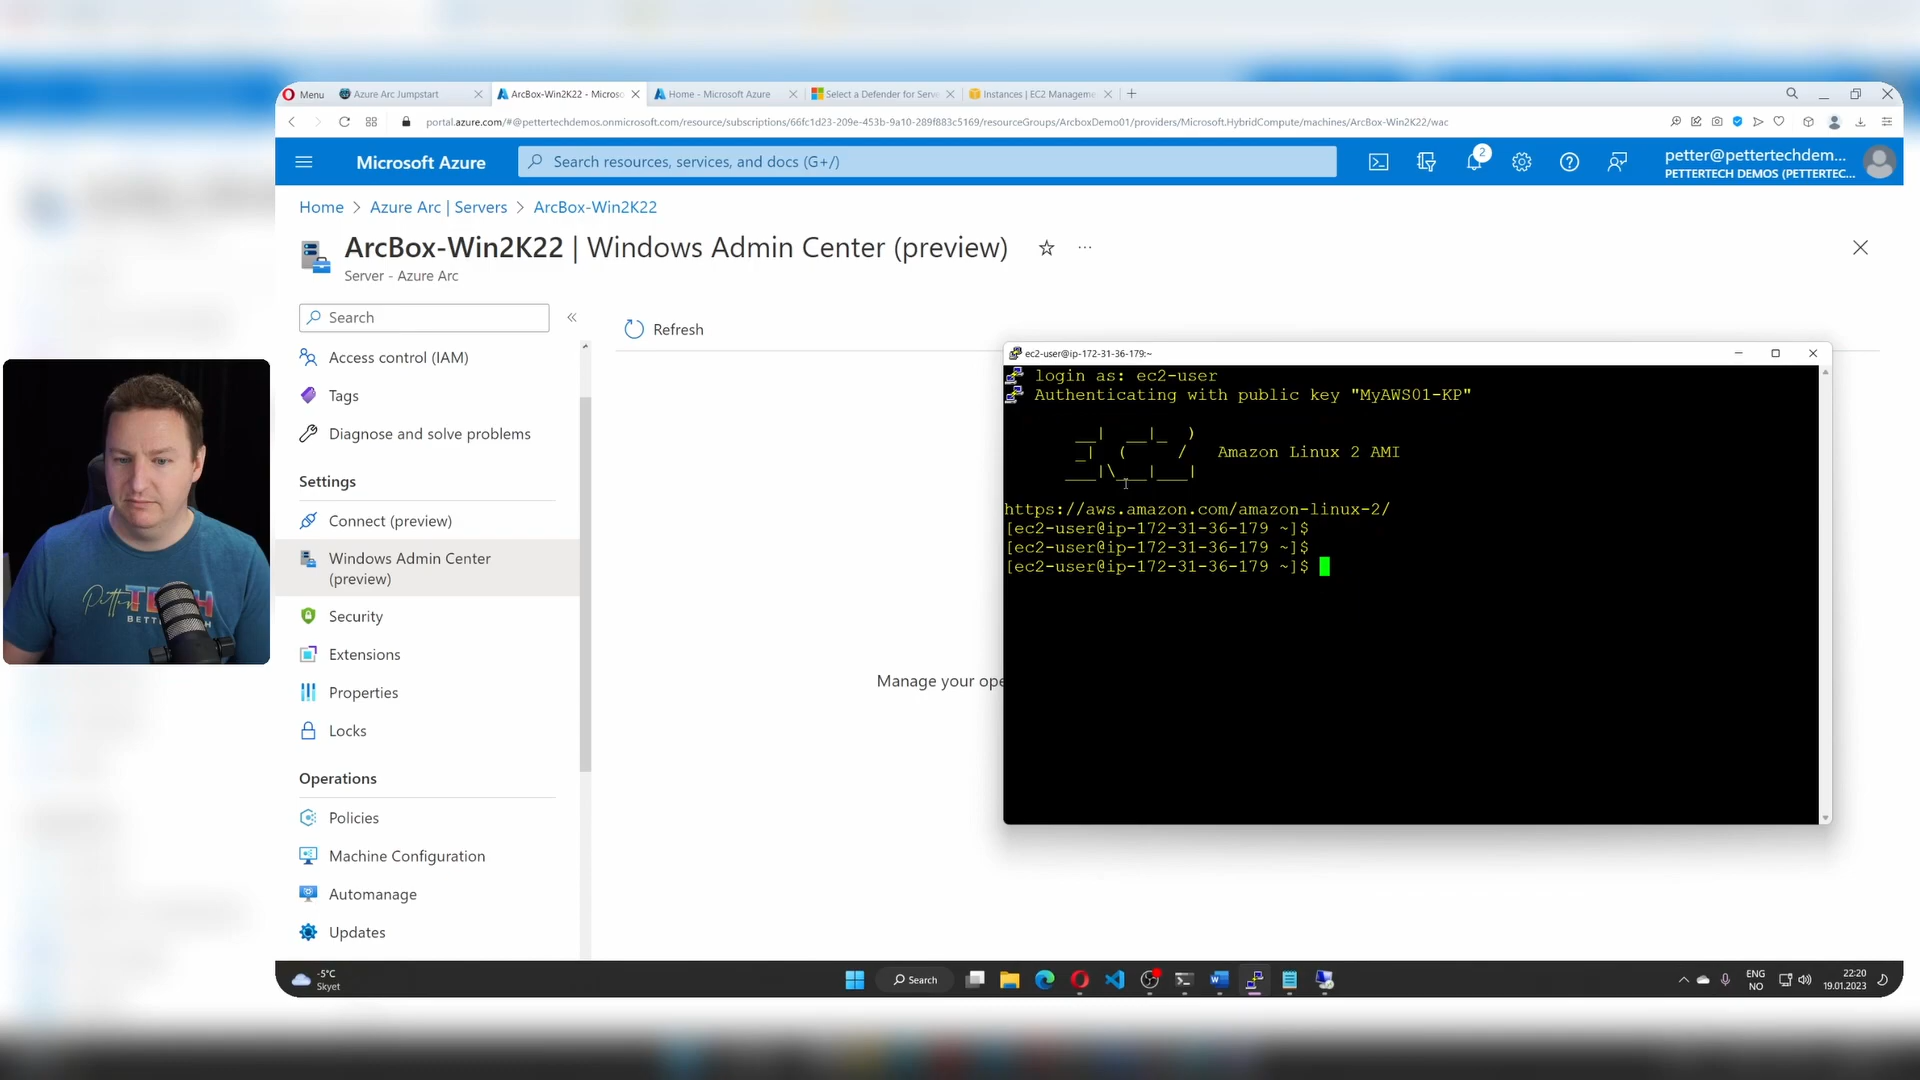 Menu
Azure Arc Jumpstart
ArcBox-Win2K22 - Microso
Home - Microsoft Azure
Select a Defender for Serve
Instances | EC2 Manageme
portal.azure.com/#@pettertechdemos.onmicrosoft.com/resource/subscriptions/66fc1d23-209e-453b-9a10-289f883c5169/resourceGroups/ArcboxDemo01/providers/Microsoft.HybridCompute/machines/ArcBox-Win2K22/wac
Microsoft Azure
Search resources, services, and docs (G+/)
2
petter@pettertechdem...
PETTERTECH DEMOS (PETTERTEC...
Home > Azure Arc | Servers > ArcBox-Win2K22
ArcBox-Win2K22 | Windows Admin Center (preview)
Server - Azure Arc
Search
Refresh
Access control (IAM)
Tags
Diagnose and solve problems
Settings
Connect (preview)
Windows Admin Center
(preview)
Security
Extensions
Properties
Locks
Operations
Policies
Machine Configuration
Automanage
Updates
Manage your ope
ec2-user@ip-172-31-36-179:~
login as: ec2-user
Authenticating with public key "MyAWS01-KP"
Amazon Linux 2 AMI
https://aws.amazon.com/amazon-linux-2/
[ec2-user@ip-172-31-36-179 ~]$
[ec2-user@ip-172-31-36-179 ~]$
[ec2-user@ip-172-31-36-179 ~]$
Petter
TECH
-5°C
Skyet
Search
ENG
NO
22:20
19.01.2023